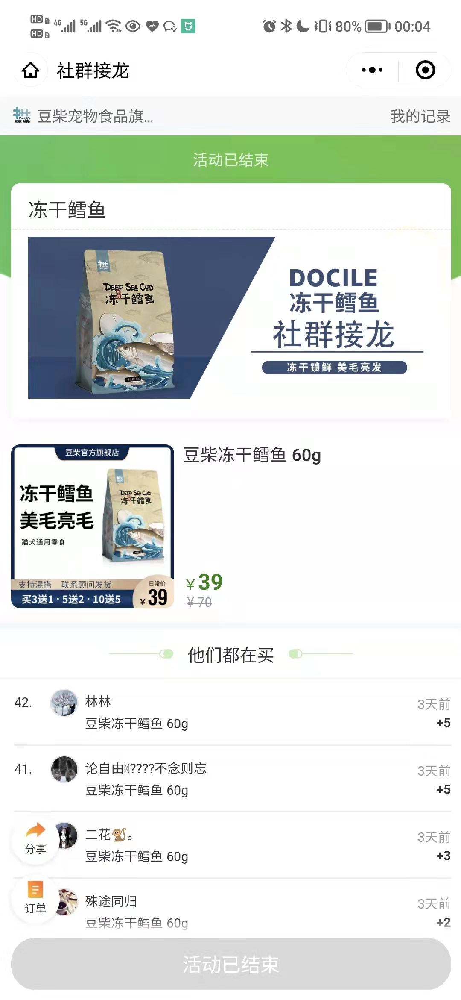 HD 1 4G 5G 80% 00:04
HD 2
社群接龙
豆柴宠物食品旗... 我的记录
活动已结束
冻干鳕鱼
豆柴
DEEP SEA COD
冻干鳕鱼
净含量:60g
DOCILE
冻干鳕鱼
社群接龙
冻干锁鲜 美毛亮发
豆柴官方旗舰店
冻干鳕鱼
美毛亮毛
猫犬通用零食
DEEP SEA COD
冻干鳕鱼
支持混搭 联系顾问发货
买3送1·5送2·10送5
日常价
¥39
豆柴冻干鳕鱼 60g
¥39
¥70
他们都在买
42. 林林 3天前
豆柴冻干鳕鱼 60g +5
41. 论自由????不念则忘 3天前
豆柴冻干鳕鱼 60g +5
二花🐒。 3天前
豆柴冻干鳕鱼 60g +3
分享
殊途同归 3天前
豆柴冻干鳕鱼 60g +2
订单
活动已结束